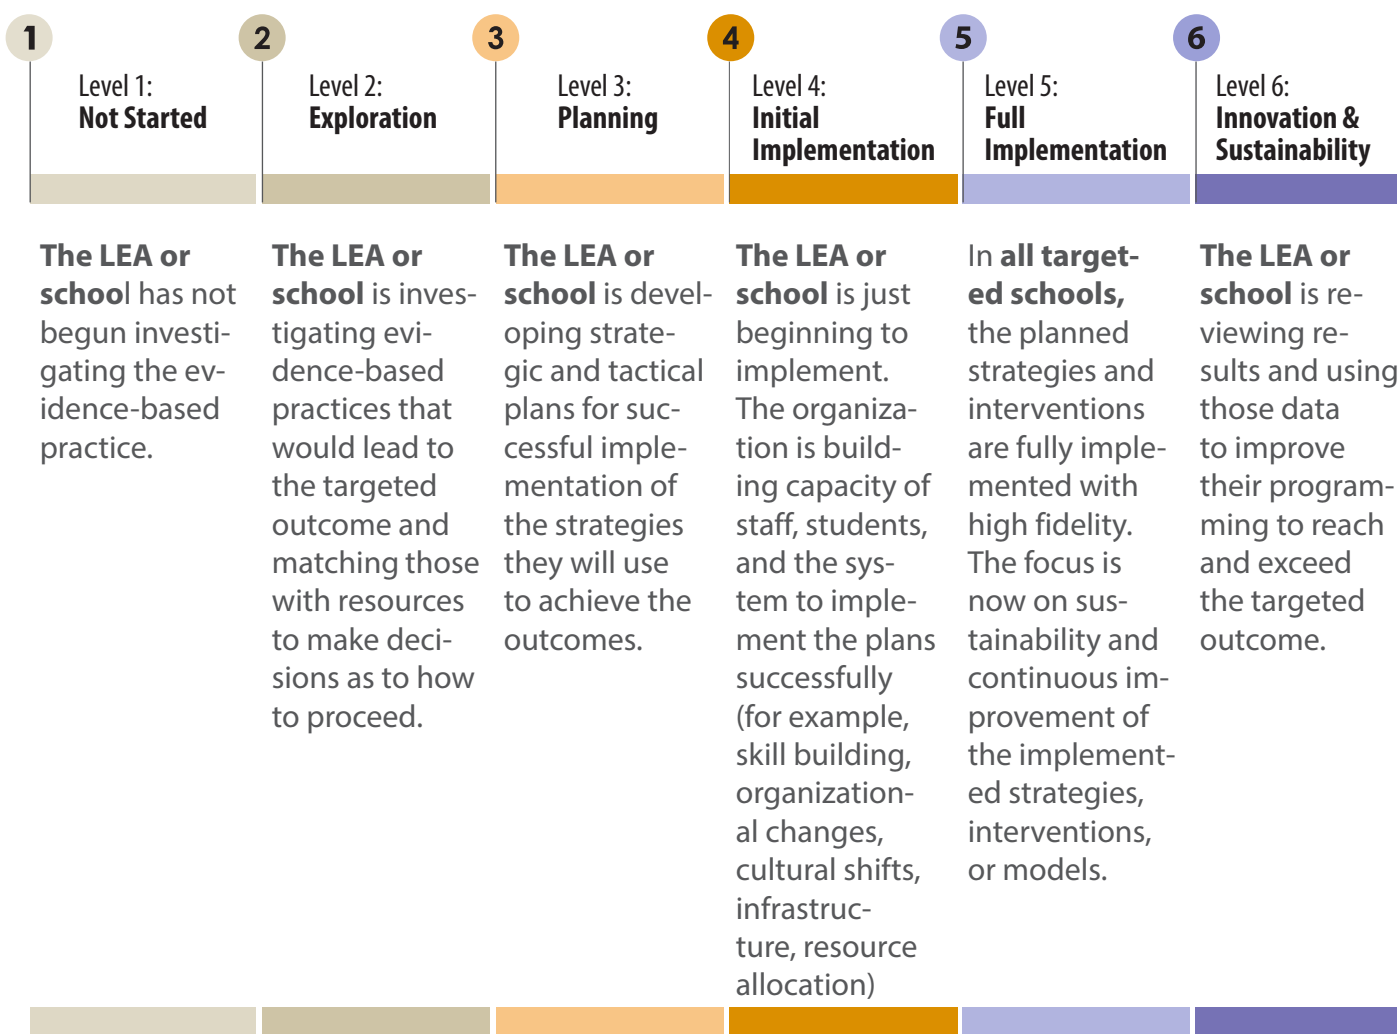 1
2
3
4
5
6
Level 1:
Not Started
Level 2:
Exploration
Level 3:
Planning
Level 4:
Initial
Implementation
Level 5:
Full
Implementation
Level 6:
Innovation &
Sustainability
The LEA or
school has not
begun investi-
gating the ev-
idence-based
practice.
The LEA or
school is inves-
tigating evi-
dence-based
practices that
would lead to
the targeted
outcome and
matching those
with resources
to make deci-
sions as to how
to proceed.
The LEA or
school is devel-
oping strate-
gic and tactical
plans for suc-
cessful imple-
mentation of
the strategies
they will use
to achieve the
outcomes.
The LEA or
school is just
beginning to
implement.
The organiza-
tion is build-
ing capacity of
staff, students,
and the sys-
tem to imple-
ment the plans
successfully
(for example,
skill building,
organization-
al changes,
cultural shifts,
infrastruc-
ture, resource
allocation)
In all target-
ed schools,
the planned
strategies and
interventions
are fully imple-
mented with
high fidelity.
The focus is
now on sus-
tainability and
continuous im-
provement of
the implement-
ed strategies,
interventions,
or models.
The LEA or
school is re-
viewing re-
sults and using
those data
to improve
their program-
ming to reach
and exceed
the targeted
outcome.